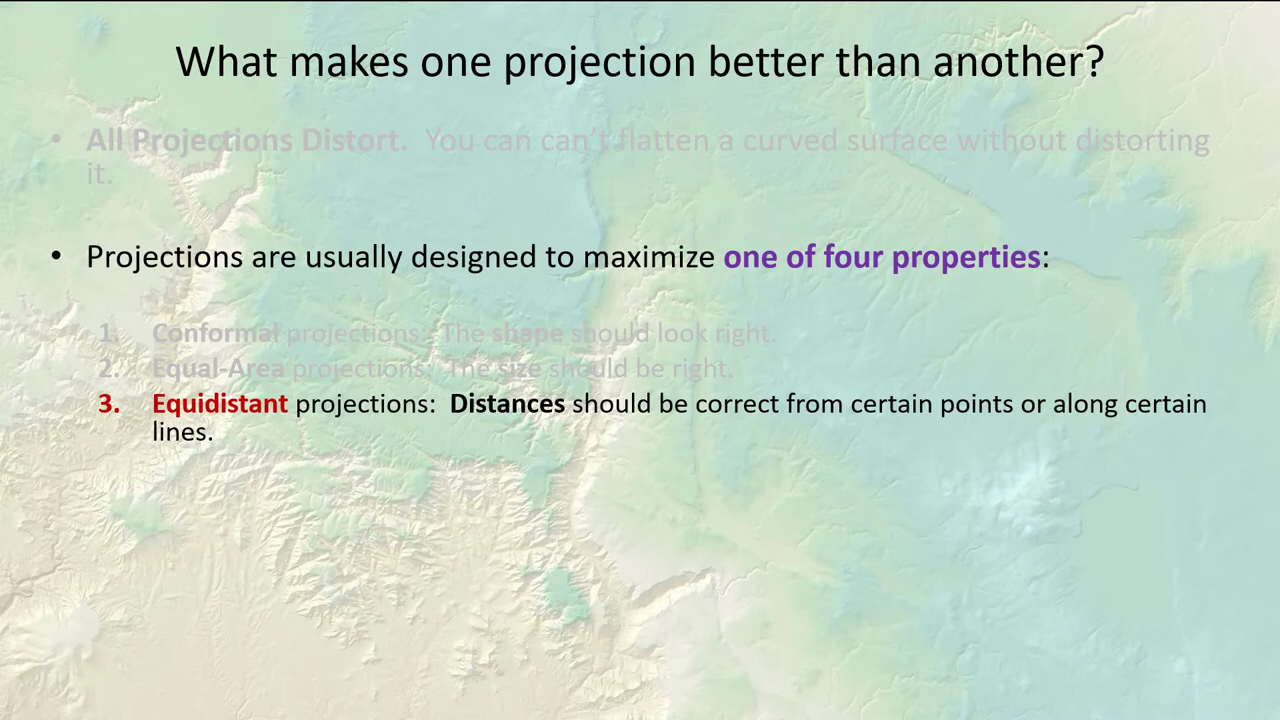 What makes one projection better than another?
• All Projections Distort. You can can’t flatten a curved surface without distorting
it.
• Projections are usually designed to maximize one of four properties:
1. Conformal projections: The shape should look right.
2. Equal-Area projections: The size should be right.
3. Equidistant projections: Distances should be correct from certain points or along certain
lines.